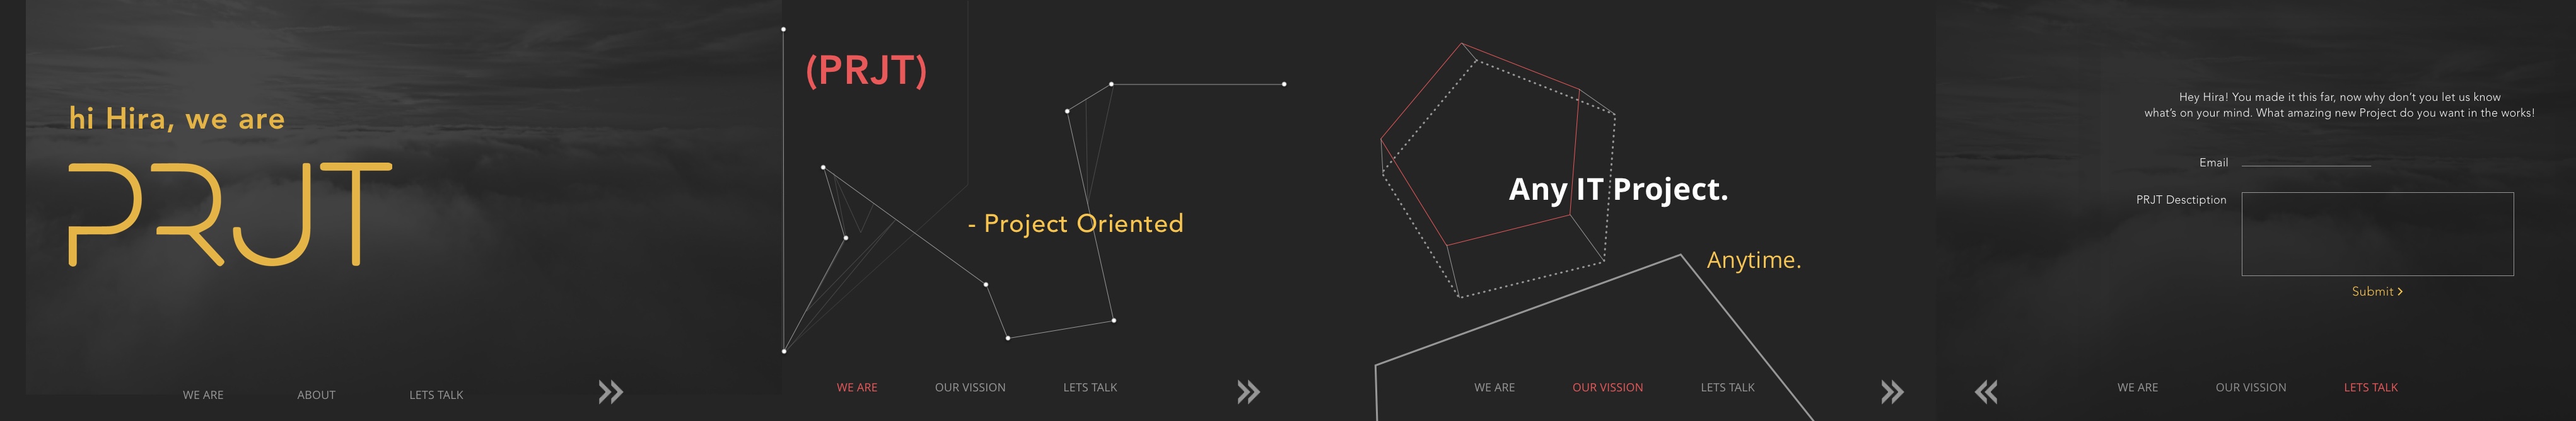 hi Hira, we are
PRJT
WE ARE
ABOUT
LETS TALK
(PRJT)
- Project Oriented
WE ARE
OUR VISSION
LETS TALK
Any IT Project.
Anytime.
WE ARE
OUR VISSION
LETS TALK
Hey Hira! You made it this far, now why don't you let us know
what's on your mind. What amazing new Project do you want in the works!
Email
PRJT Desctiption
Submit >
WE ARE
OUR VISSION
LETS TALK